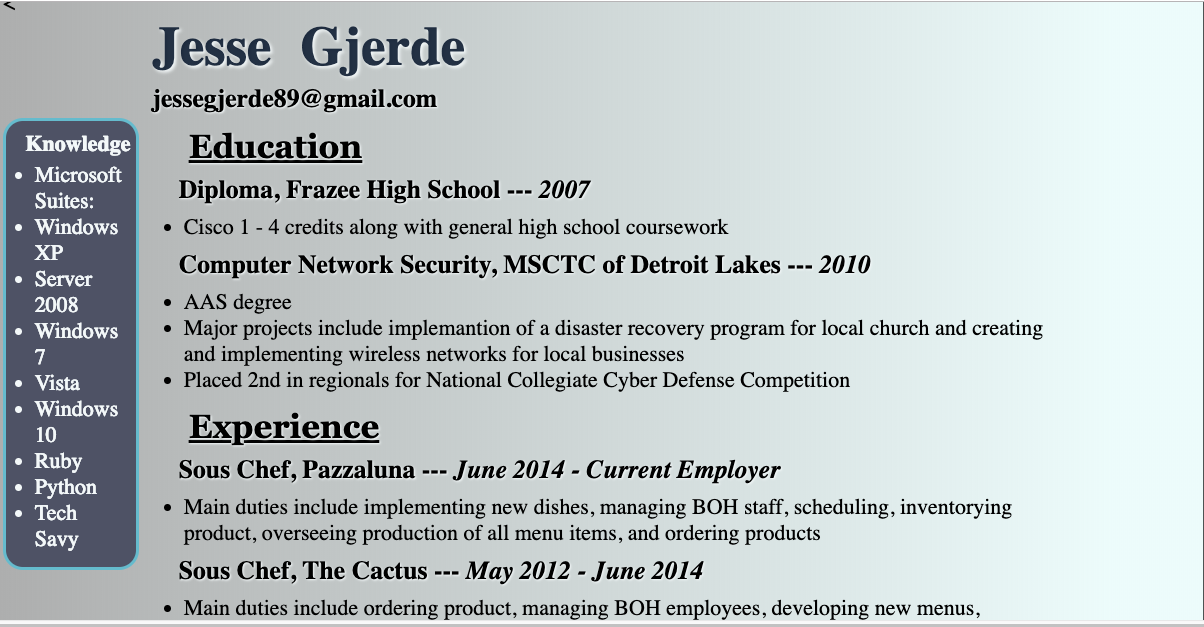 <
Jesse Gjerde
jessegjerde89@gmail.com
Knowledge
• Microsoft
Suites:
• Windows
XP
• Server
2008
• Windows
7
• Vista
• Windows
10
• Ruby
• Python
• Tech
Savy
Education
Diploma, Frazee High School --- 2007
• Cisco 1 - 4 credits along with general high school coursework
Computer Network Security, MSCTC of Detroit Lakes --- 2010
• AAS degree
• Major projects include implemantion of a disaster recovery program for local church and creating
and implementing wireless networks for local businesses
• Placed 2nd in regionals for National Collegiate Cyber Defense Competition
Experience
Sous Chef, Pazzaluna --- June 2014 - Current Employer
• Main duties include implementing new dishes, managing BOH staff, scheduling, inventorying
product, overseeing production of all menu items, and ordering products
Sous Chef, The Cactus --- May 2012 - June 2014
• Main duties include ordering product, managing BOH employees, developing new menus,